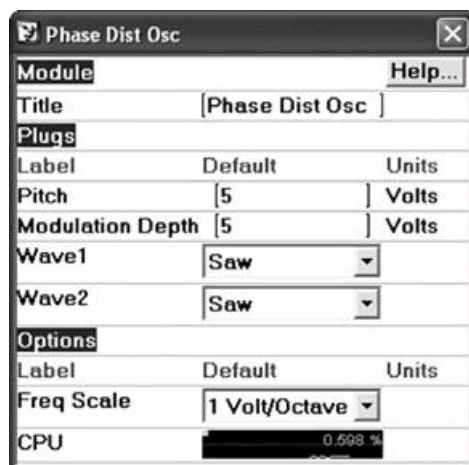 Phase Dist Osc
Module Help...
Title [Phase Dist Osc ]
Plugs
Label Default Units
Pitch [5 ] Volts
Modulation Depth [5 ] Volts
Wave1 Saw
Wave2 Saw
Options
Label Default Units
Freq Scale 1 Volt/Octave
CPU 0.598 %